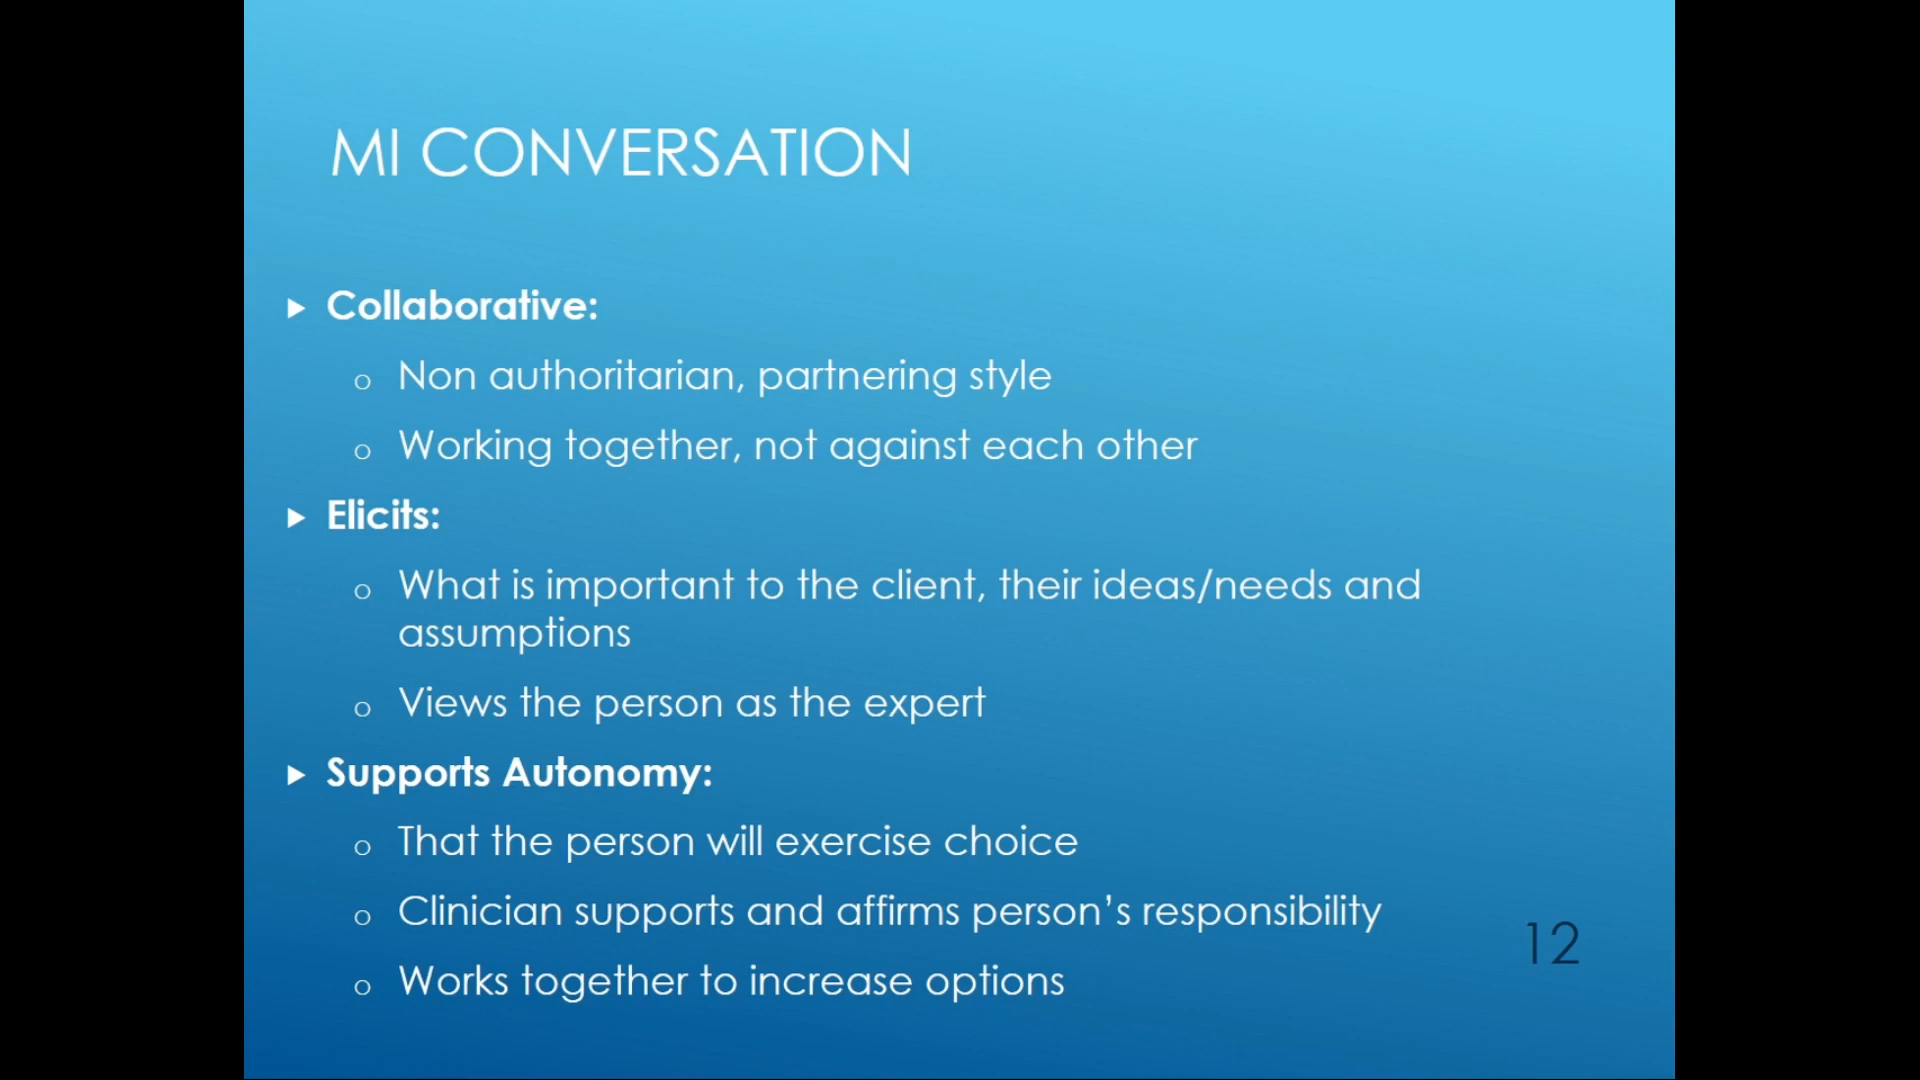 MI CONVERSATION
Collaborative:
Non authoritarian, partnering style
Working together, not against each other
Elicits:
What is important to the client, their ideas/needs and
assumptions
Views the person as the expert
Supports Autonomy:
That the person will exercise choice
Clinician supports and affirms person’s responsibility
Works together to increase options
12